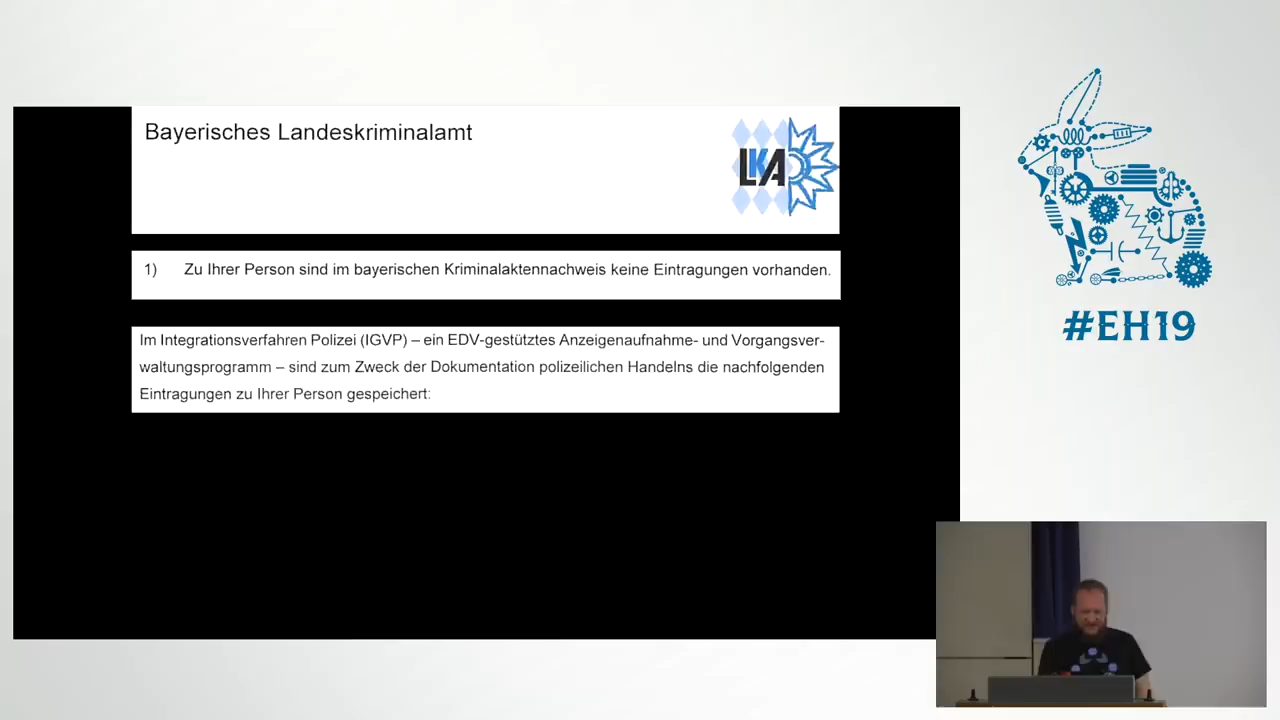 Bayerisches Landeskriminalamt
LKA
1) Zu Ihrer Person sind im bayerischen Kriminalaktennachweis keine Eintragungen vorhanden.
Im Integrationsverfahren Polizei (IGVP) – ein EDV-gestütztes Anzeigenaufnahme- und Vorgangsver-
waltungsprogramm – sind zum Zweck der Dokumentation polizeilichen Handelns die nachfolgenden
Eintragungen zu Ihrer Person gespeichert:
#EH19